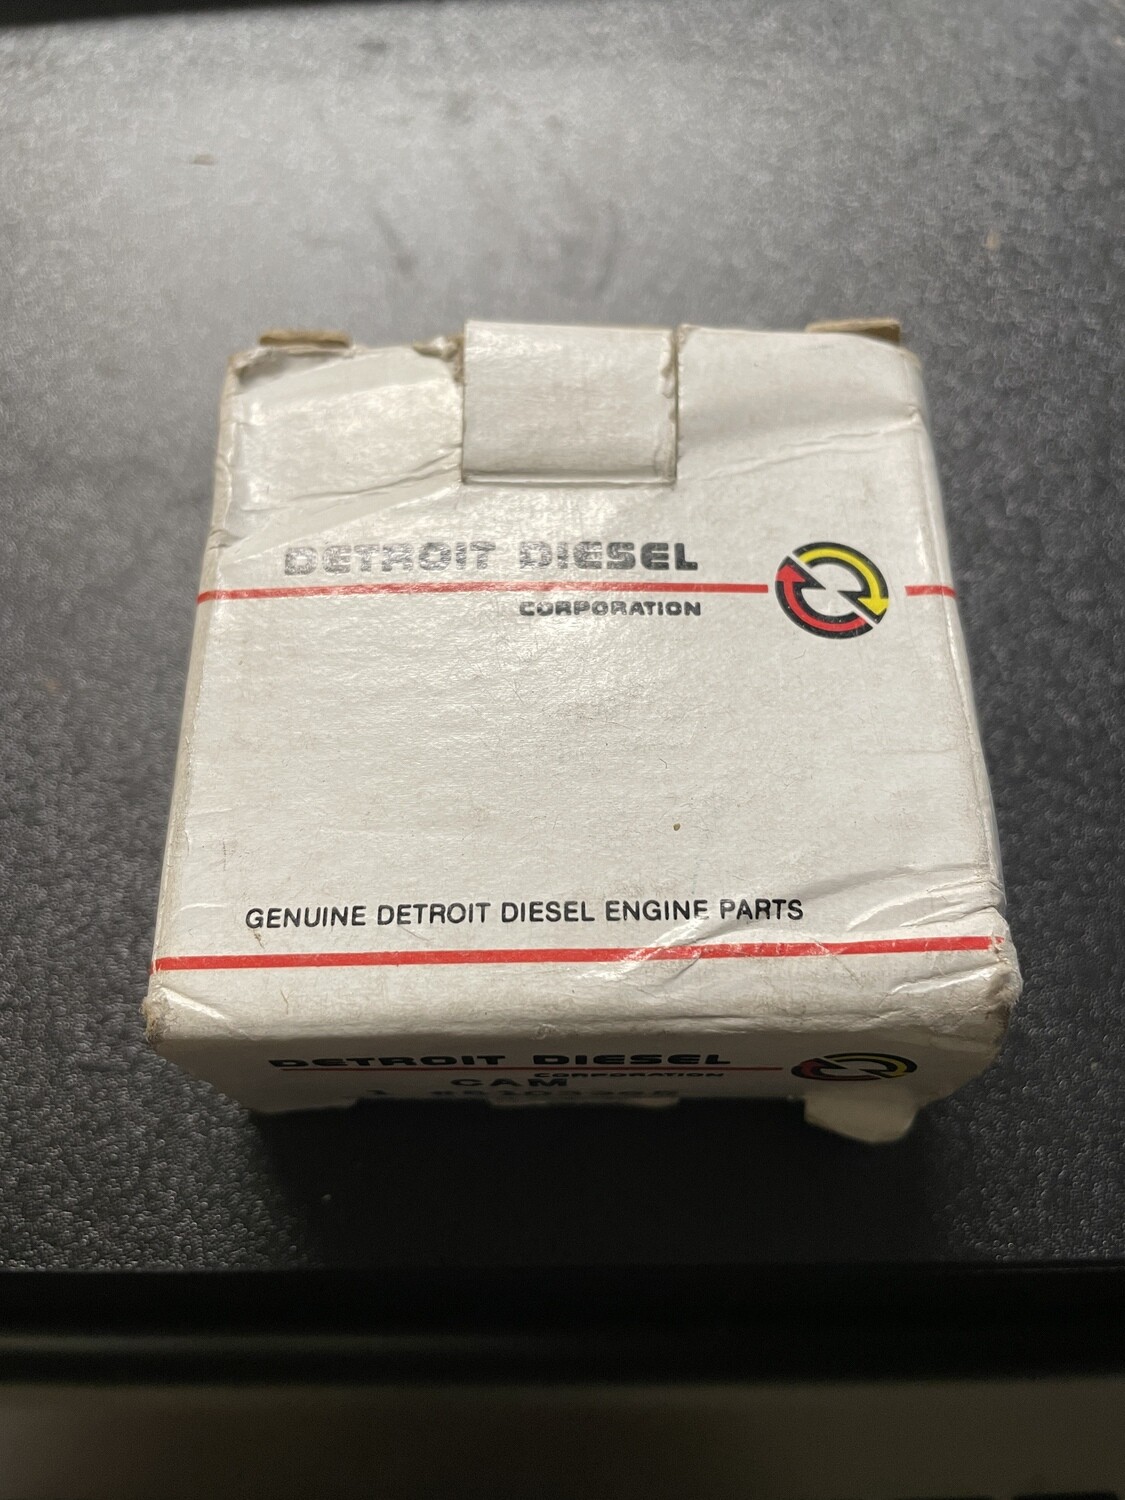 DETROIT DIESEL
CORPORATION
GENUINE DETROIT DIESEL ENGINE PARTS
DETROIT DIESEL
CORPORATION
CAM